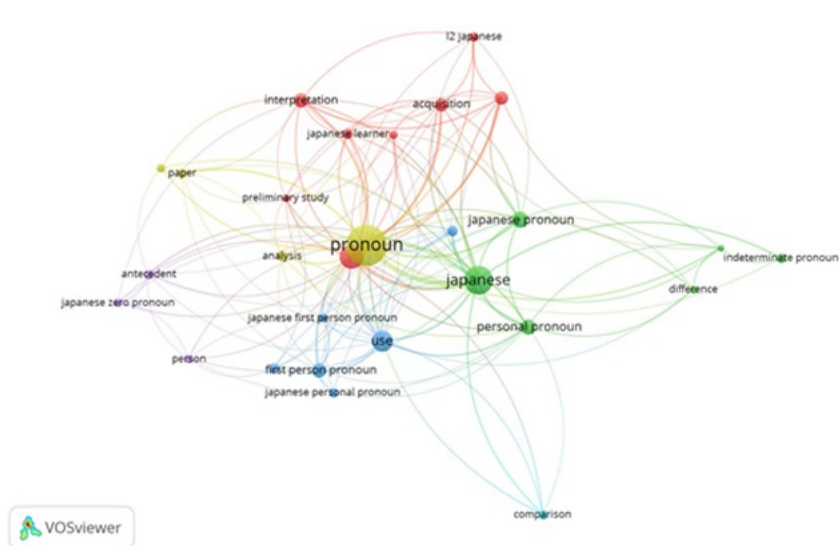 l2 japanese
interpretation
acquisition
japanese learner
paper
preliminary study
japanese pronoun
pronoun
analysis
indeterminate pronoun
antecedent
japanese
difference
japanese zero pronoun
japanese first person pronoun
personal pronoun
use
person
first person pronoun
japanese personal pronoun
comparison
VOSviewer